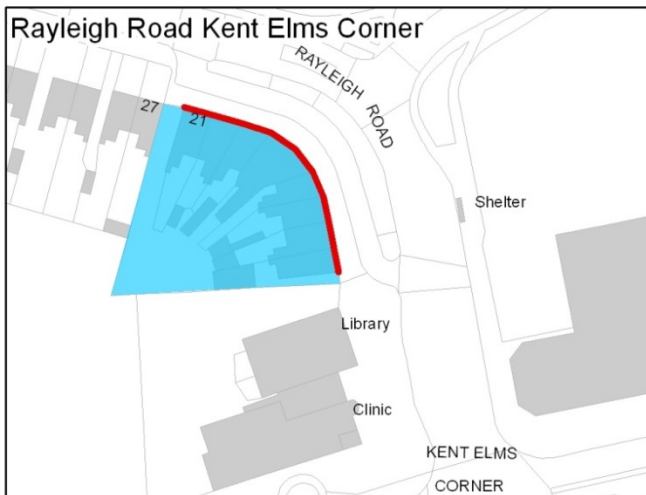 Rayleigh Road Kent Elms Corner
RAYLEIGH ROAD
27
21
Shelter
Library
Clinic
KENT ELMS
CORNER